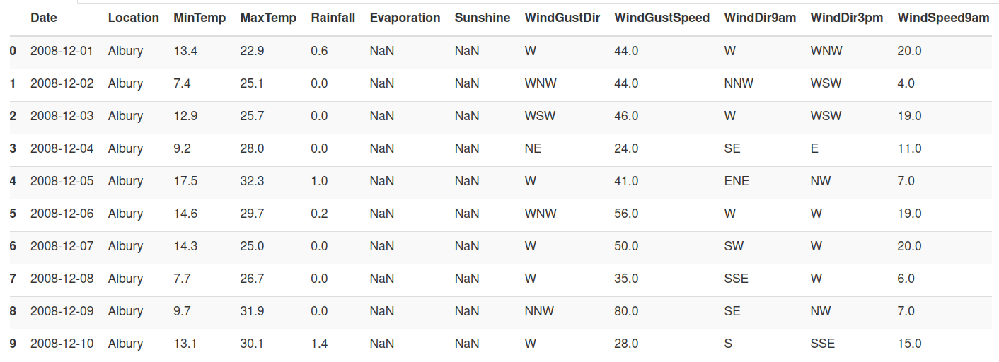 Date Location MinTemp MaxTemp Rainfall Evaporation Sunshine WindGustDir WindGustSpeed WindDir9am WindDir3pm WindSpeed9am
0 2008-12-01 Albury 13.4 22.9 0.6 NaN NaN W 44.0 W WNW 20.0
1 2008-12-02 Albury 7.4 25.1 0.0 NaN NaN WNW 44.0 NNW WSW 4.0
2 2008-12-03 Albury 12.9 25.7 0.0 NaN NaN WSW 46.0 W WSW 19.0
3 2008-12-04 Albury 9.2 28.0 0.0 NaN NaN NE 24.0 SE E 11.0
4 2008-12-05 Albury 17.5 32.3 1.0 NaN NaN W 41.0 ENE NW 7.0
5 2008-12-06 Albury 14.6 29.7 0.2 NaN NaN WNW 56.0 W W 19.0
6 2008-12-07 Albury 14.3 25.0 0.0 NaN NaN W 50.0 SW W 20.0
7 2008-12-08 Albury 7.7 26.7 0.0 NaN NaN W 35.0 SSE W 6.0
8 2008-12-09 Albury 9.7 31.9 0.0 NaN NaN NNW 80.0 SE NW 7.0
9 2008-12-10 Albury 13.1 30.1 1.4 NaN NaN W 28.0 S SSE 15.0